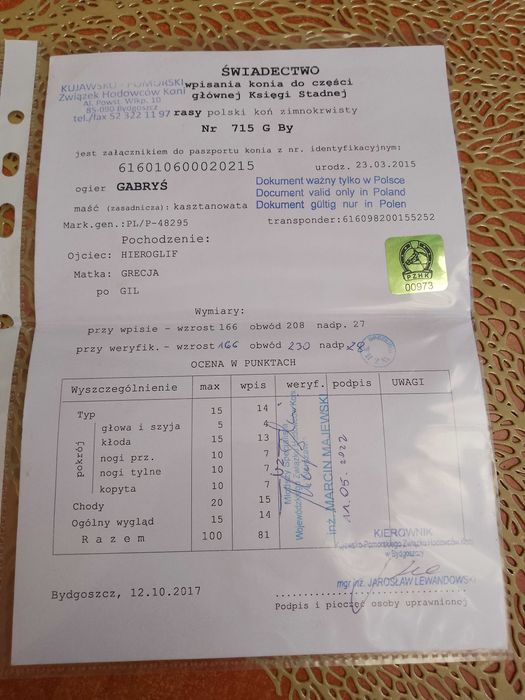 ŚWIADECTWO
wpisania konia do części
głównej Księgi Stadnej
KUJAWSKO - POMORSKI
Związek Hodowców Koni
Al. Powst. Wlkp. 10
85-090 Bydgoszcz
tel./fax 52 322 11 97
rasy polski koń zimnokrwisty
Nr 715 G By
jest załącznikiem do paszportu konia z nr. identyfikacyjnym:
616010600020215 urodz. 23.03.2015
ogier GABRYŚ
Dokument ważny tylko w Polsce
Document valid only in Poland
Dokument gültig nur in Polen
maść (zasadnicza): kasztanowata
Mark.gen.:PL/P-48295 transponder:616098200155252
Pochodzenie:
Ojciec: HIEROGLIF
Matka: GRECJA
po GIL
PZHK
00973
Wymiary:
przy wpisie - wzrost 166 obwód 208 nadp. 27
przy weryfik. - wzrost 166 obwód 230 nadp. 28
OCENA W PUNKTACH
Wyszczególnienie max wpis weryf. podpis UWAGI
Typ 15 14
pokrój
głowa i szyja 5 4
kłoda 15 13
nogi prz. 10 7
nogi tylne 10 7
kopyta 10 7
Chody 20 15
Ogólny wygląd 15 14
Razem 100 81
inż. MARCIN MAJEWSKI
11.05.2022
KIEROWNIK
Kujawsko-Pomorskiego Związku Hodowców Koni
w Bydgoszczy
mgr inż. JAROSŁAW LEWANDOWSKI
Bydgoszcz, 12.10.2017
Podpis i pieczęć osoby uprawnionej